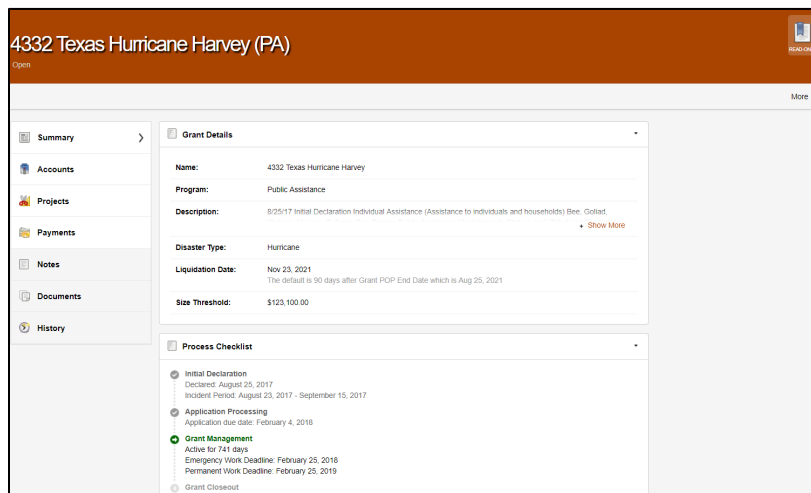 4332 Texas Hurricane Harvey (PA)
Open
READ-ON
More
Summary
Accounts
Projects
Payments
Notes
Documents
History
Grant Details
Name: 4332 Texas Hurricane Harvey
Program: Public Assistance
Description: 8/25/17 Initial Declaration Individual Assistance (Assistance to individuals and households) Bee, Goliad,
+ Show More
Disaster Type: Hurricane
Liquidation Date: Nov 23, 2021
The default is 90 days after Grant POP End Date which is Aug 25, 2021
Size Threshold: $123,100.00
Process Checklist
Initial Declaration
Declared: August 25, 2017
Incident Period: August 23, 2017 - September 15, 2017
Application Processing
Application due date: February 4, 2018
Grant Management
Active for 741 days
Emergency Work Deadline: February 25, 2018
Permanent Work Deadline: February 25, 2019
Grant Closeout